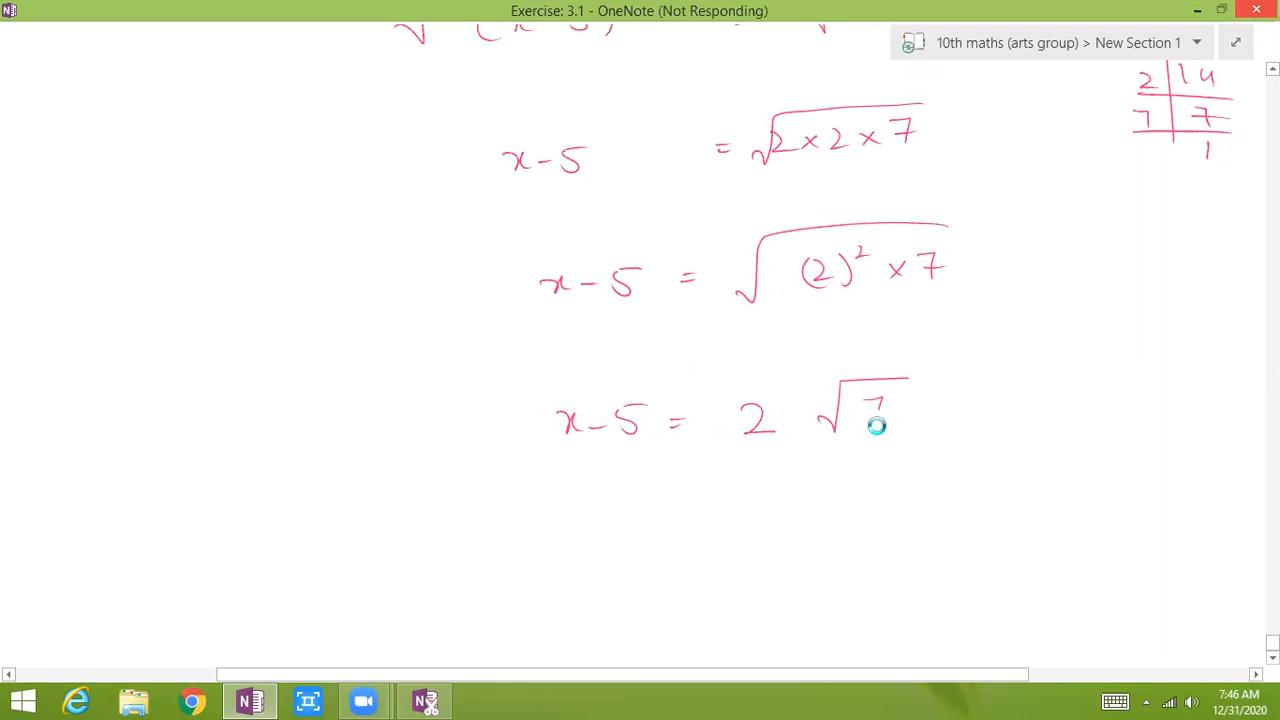 Exercise: 3.1 - OneNote (Not Responding)
10th maths (arts group) > New Section 1
2 | 14
7 | 7
1
x - 5 = √2 × 2 × 7
x - 5 = √(2)² × 7
x - 5 = 2 √7
7:46 AM
12/31/2020